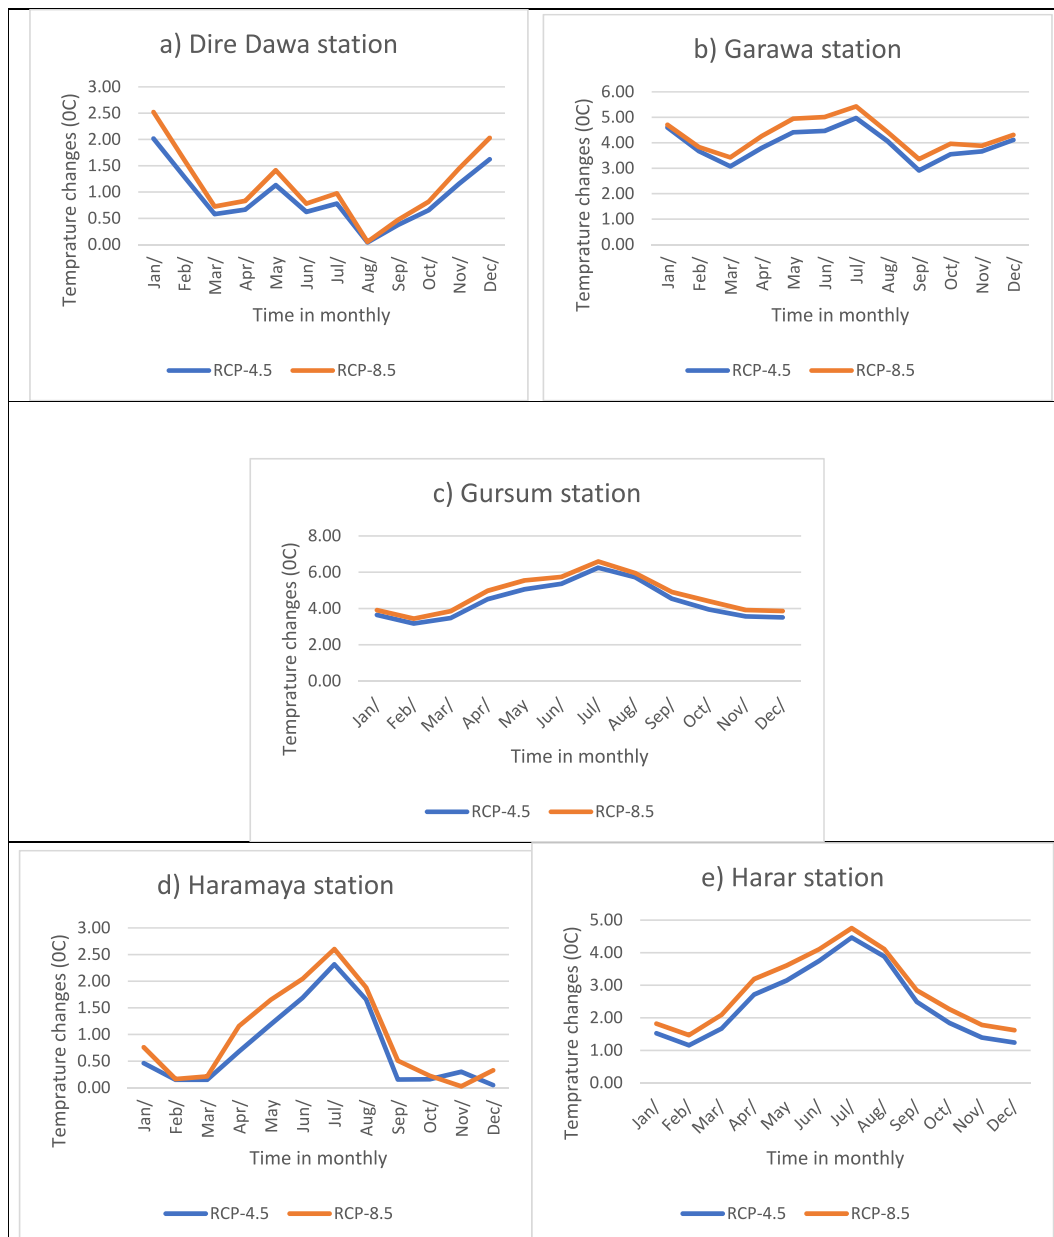 a) Dire Dawa station
Temprature changes (0C)
3.00
2.50
2.00
1.50
1.00
0.50
0.00
Jan/ Feb/ Mar/ Apr/ May Jun/ Jul/ Aug/ Sep/ Oct/ Nov/ Dec/
Time in monthly
RCP-4.5 RCP-8.5
b) Garawa station
Temprature changes (0C)
6.00
5.00
4.00
3.00
2.00
1.00
0.00
Jan/ Feb/ Mar/ Apr/ May Jun/ Jul/ Aug/ Sep/ Oct/ Nov/ Dec/
Time in monthly
RCP-4.5 RCP-8.5
c) Gursum station
Temprature changes (0C)
8.00
6.00
4.00
2.00
0.00
Jan/ Feb/ Mar/ Apr/ May Jun/ Jul/ Aug/ Sep/ Oct/ Nov/ Dec/
Time in monthly
RCP-4.5 RCP-8.5
d) Haramaya station
Temprature changes (0C)
3.00
2.50
2.00
1.50
1.00
0.50
0.00
Jan/ Feb/ Mar/ Apr/ May Jun/ Jul/ Aug/ Sep/ Oct/ Nov/ Dec/
Time in monthly
RCP-4.5 RCP-8.5
e) Harar station
Temprature changes (0C)
5.00
4.00
3.00
2.00
1.00
0.00
Jan/ Feb/ Mar/ Apr/ May Jun/ Jul/ Aug/ Sep/ Oct/ Nov/ Dec/
Time in monthly
RCP-4.5 RCP-8.5